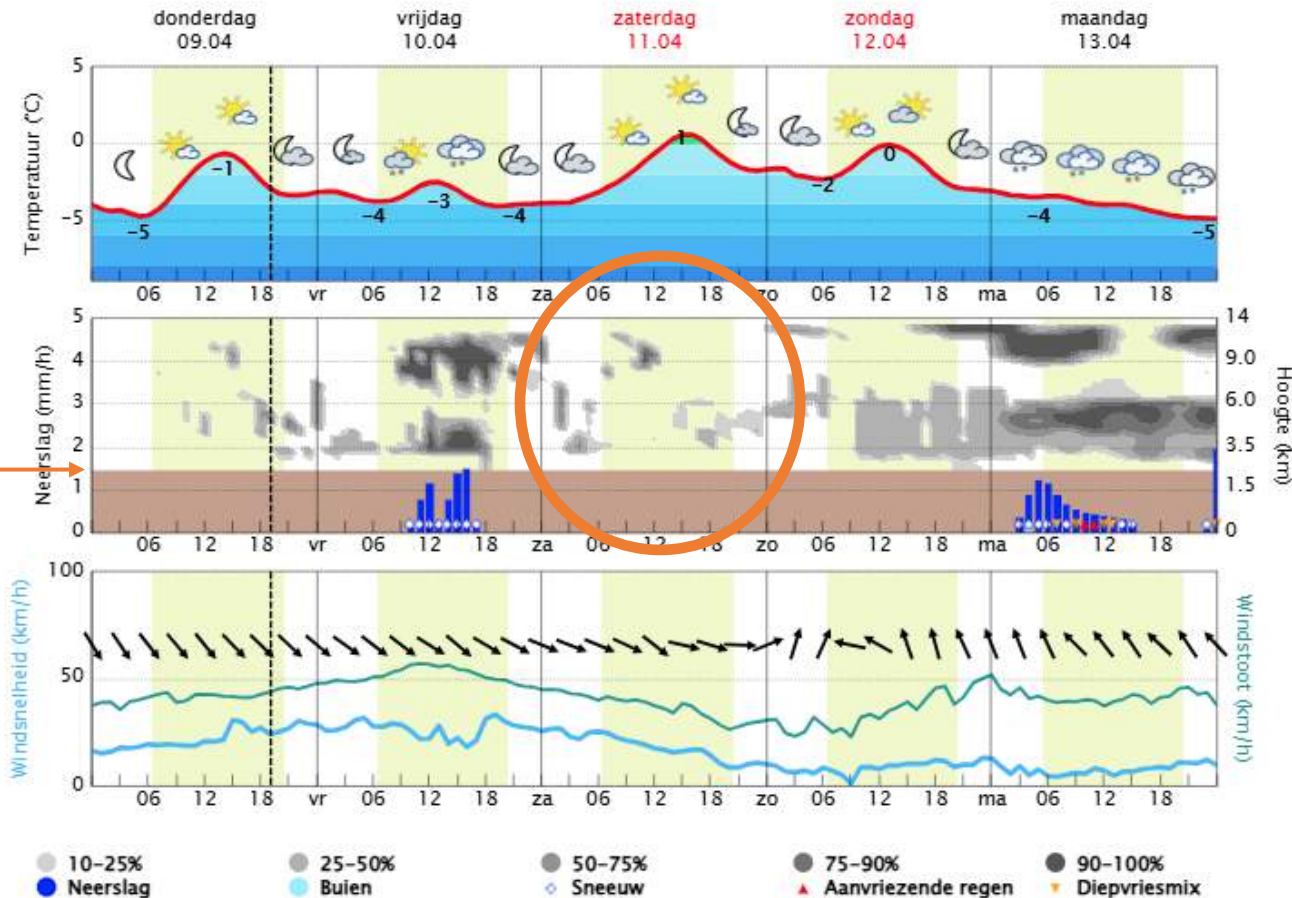 donderdag vrijdag zaterdag zondag maandag
09.04 10.04 11.04 12.04 13.04
Temperatuur (°C)
5
0
-5
-5 -1 -4 -3 -4 1 -2 0 -4 -5
06 12 18 vr 06 12 18 za 06 12 18 zo 06 12 18 ma 06 12 18
Neerslag (mm/h)
5 14
4 9.0
3 6.0
2 3.5
1 1.5
0 0
Hoogte (km)
06 12 18 vr 06 12 18 za 06 12 18 zo 06 12 18 ma 06 12 18
Windsnelheid (km/h)
100
50
0
Windstoot (km/h)
06 12 18 vr 06 12 18 za 06 12 18 zo 06 12 18 ma 06 12 18
10-25% 25-50% 50-75% 75-90% 90-100%
Neerslag Buien Sneeuw Aanvriezende regen Diepvriesmix